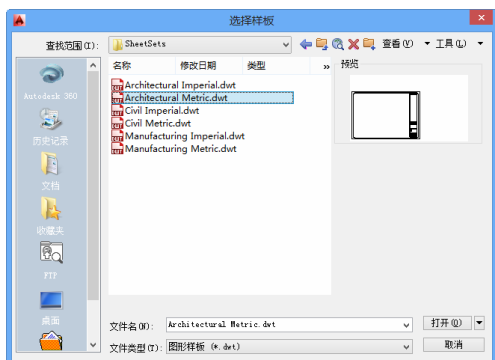 选择样板
查找范围(I):
SheetSets
查看(V)
工具(L)
名称
修改日期
类型
»
预览
Architectural Imperial.dwt
Architectural Metric.dwt
Civil Imperial.dwt
Civil Metric.dwt
Manufacturing Imperial.dwt
Manufacturing Metric.dwt
Autodesk 360
历史记录
文档
收藏夹
FTP
桌面
文件名(N):
Architectural Metric.dwt
打开(O)
文件类型(T):
图形样板 (*.dwt)
取消